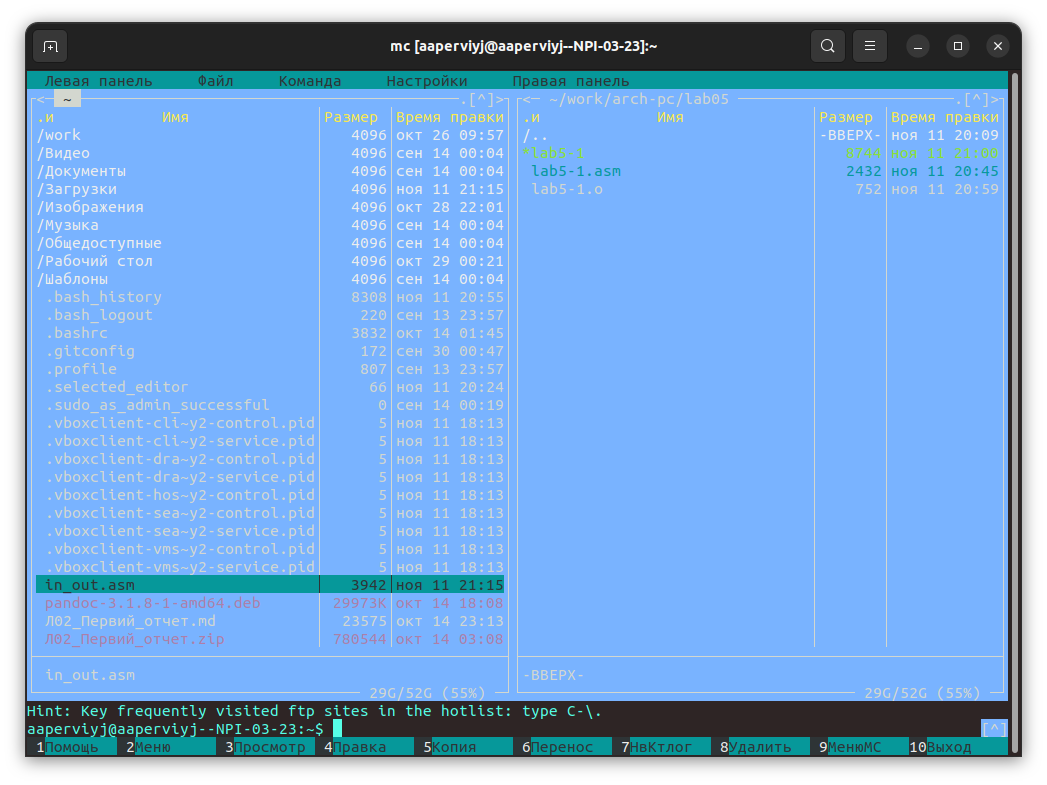 mc [aaperviyj@aaperviyj--NPI-03-23]:~
Левая панель Файл Команда Настройки Правая панель
<─ ~ .[^]>
.и Имя Размер Время правки
/work 4096 окт 26 09:57
/Видео 4096 сен 14 00:04
/Документы 4096 сен 14 00:04
/Загрузки 4096 ноя 11 21:15
/Изображения 4096 окт 28 22:01
/Музыка 4096 сен 14 00:04
/Общедоступные 4096 сен 14 00:04
/Рабочий стол 4096 окт 29 00:21
/Шаблоны 4096 сен 14 00:04
.bash_history 8308 ноя 11 20:55
.bash_logout 220 сен 13 23:57
.bashrc 3832 окт 14 01:45
.gitconfig 172 сен 30 00:47
.profile 807 сен 13 23:57
.selected_editor 66 ноя 11 20:24
.sudo_as_admin_successful 0 сен 14 00:19
.vboxclient-cli~y2-control.pid 5 ноя 11 18:13
.vboxclient-cli~y2-service.pid 5 ноя 11 18:13
.vboxclient-dra~y2-control.pid 5 ноя 11 18:13
.vboxclient-dra~y2-service.pid 5 ноя 11 18:13
.vboxclient-hos~y2-control.pid 5 ноя 11 18:13
.vboxclient-sea~y2-control.pid 5 ноя 11 18:13
.vboxclient-sea~y2-service.pid 5 ноя 11 18:13
.vboxclient-vms~y2-control.pid 5 ноя 11 18:13
.vboxclient-vms~y2-service.pid 5 ноя 11 18:13
in_out.asm 3942 ноя 11 21:15
pandoc-3.1.8-1-amd64.deb 29973K окт 14 18:08
Л02_Первий_отчет.md 23575 окт 14 23:13
Л02_Первий_отчет.zip 780544 окт 14 03:08
in_out.asm
29G/52G (55%)
<─ ~/work/arch-pc/lab05 .[^]>
.и Имя Размер Время правки
/.. -ВВЕРХ- ноя 11 20:09
*lab5-1 8744 ноя 11 21:00
lab5-1.asm 2432 ноя 11 20:45
lab5-1.o 752 ноя 11 20:59
-ВВЕРХ-
29G/52G (55%)
Hint: Key frequently visited ftp sites in the hotlist: type C-\.
aaperviyj@aaperviyj--NPI-03-23:~$ [^]
1Помощь 2Меню 3Просмотр 4Правка 5Копия 6Перенос 7НвКтлог 8Удалить 9МенюMC 10Выход